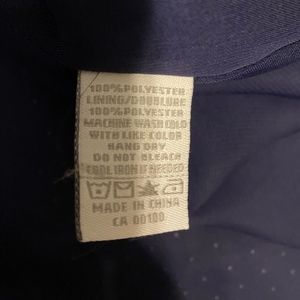 100%POLYESTER
LINING/DOUBLURE
100%POLYESTER
MACHINE WASH COLD
WITH LIKE COLOR
HANG DRY
DO NOT BLEACH
COOL IRON IF NEEDED
MADE IN CHINA
CA 00100